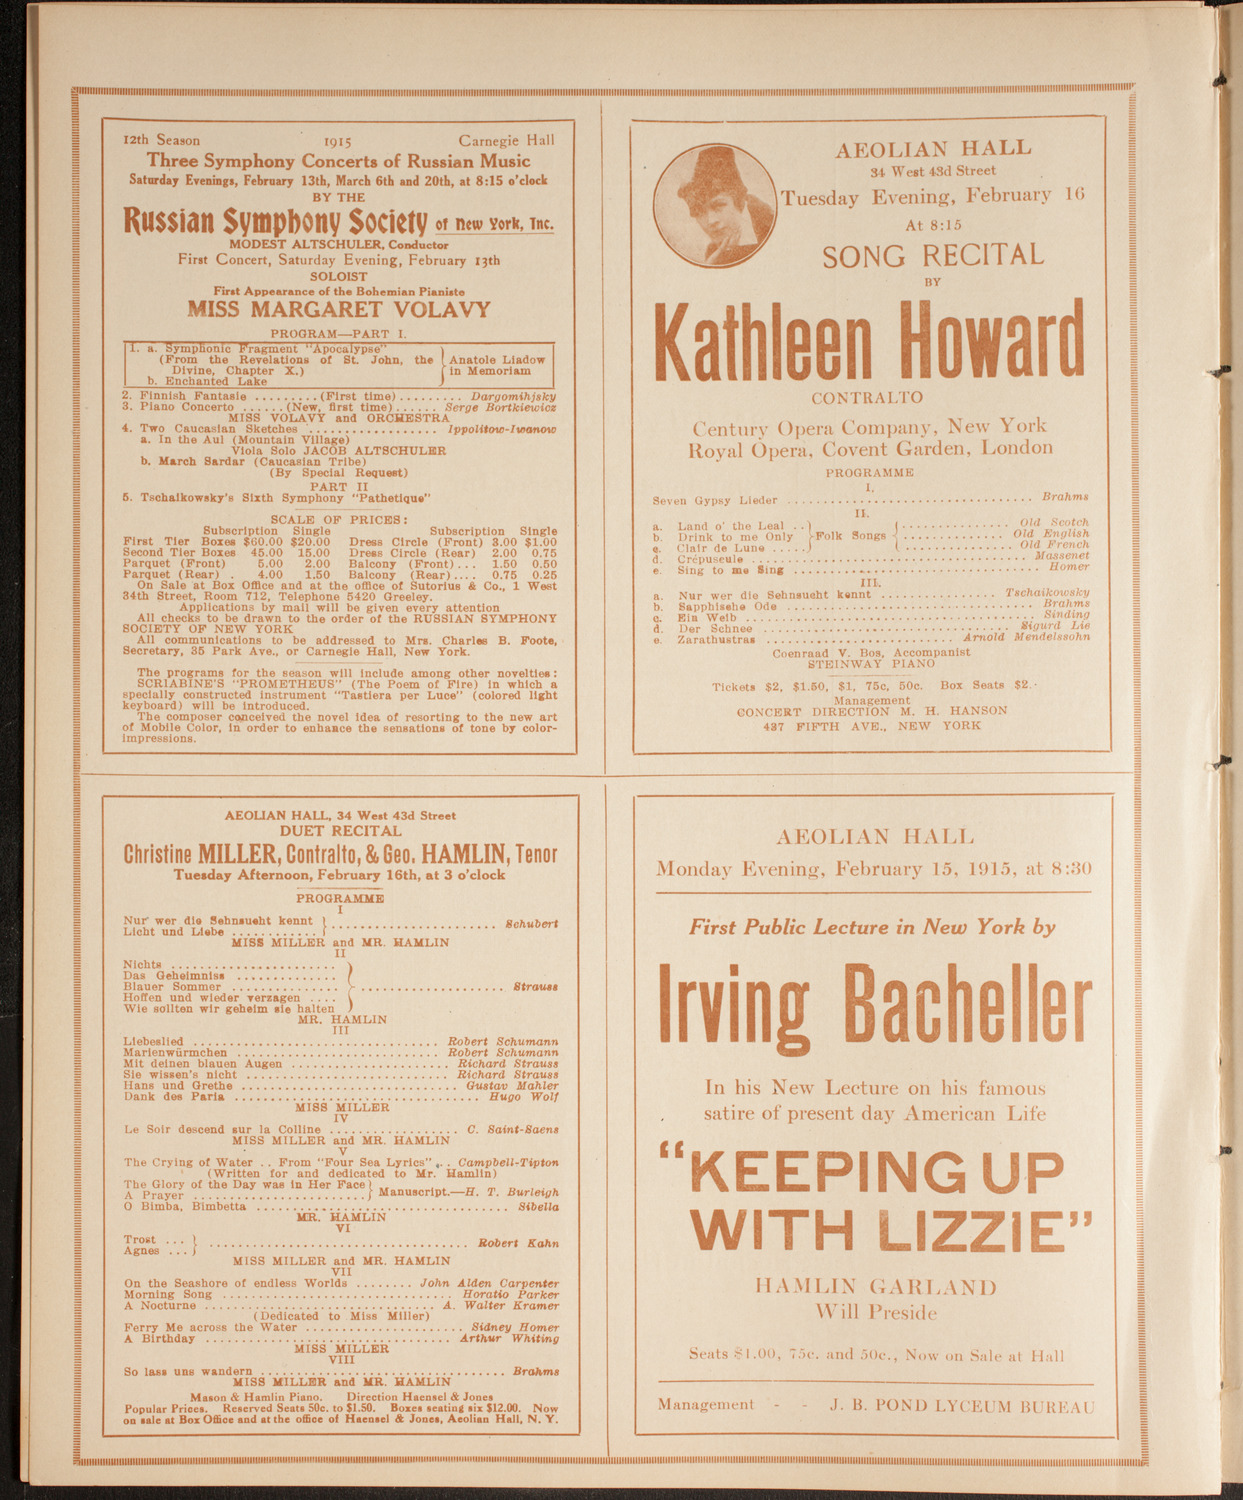 12th Season 1915 Carnegie Hall
Three Symphony Concerts of Russian Music
Saturday Evenings, February 13th, March 6th and 20th, at 8:15 o'clock
BY THE
Russian Symphony Society of New York, Inc.
MODEST ALTSCHULER, Conductor
First Concert, Saturday Evening, February 13th
SOLOIST
First Appearance of the Bohemian Pianiste
MISS MARGARET VOLAVY
PROGRAM—PART I.
1. a. Symphonic Fragment "Apocalypse"
(From the Revelations of St. John, the Anatole Liadow
Divine, Chapter X.) in Memoriam
b. Enchanted Lake
2. Finnish Fantasie .........(First time)......... Dargomihjsky
3. Piano Concerto ......(New, first time)...... Serge Bortkiewicz
MISS VOLAVY and ORCHESTRA
4. Two Caucasian Sketches .................. Ippolitow-Iwanow
a. In the Aul (Mountain Village)
Viola Solo JACOB ALTSCHULER
b. March Sardar (Caucasian Tribe)
(By Special Request)
PART II
5. Tschaikowsky's Sixth Symphony "Pathetique"
SCALE OF PRICES:
Subscription Single Subscription Single
First Tier Boxes $60.00 $20.00 Dress Circle (Front) 3.00 $1.00
Second Tier Boxes 45.00 15.00 Dress Circle (Rear) 2.00 0.75
Parquet (Front) 5.00 2.00 Balcony (Front)... 1.50 0.50
Parquet (Rear) . 4.00 1.50 Balcony (Rear).... 0.75 0.25
On Sale at Box Office and at the office of Sutorius & Co., 1 West
34th Street, Room 712, Telephone 5420 Greeley.
Applications by mail will be given every attention
All checks to be drawn to the order of the RUSSIAN SYMPHONY
SOCIETY OF NEW YORK
All communications to be addressed to Mrs. Charles B. Foote,
Secretary, 35 Park Ave., or Carnegie Hall, New York.
The programs for the season will include among other novelties:
SCRIABINE'S "PROMETHEUS" (The Poem of Fire) in which a
specially constructed instrument "Tastiera per Luce" (colored light
keyboard) will be introduced.
The composer conceived the novel idea of resorting to the new art
of Mobile Color, in order to enhance the sensations of tone by color-
impressions.
AEOLIAN HALL
34 West 43d Street
Tuesday Evening, February 16
At 8:15
SONG RECITAL
BY
Kathleen Howard
CONTRALTO
Century Opera Company, New York
Royal Opera, Covent Garden, London
PROGRAMME
I.
Seven Gypsy Lieder .................................. Brahms
II.
a. Land o' the Leal .. ............... Old Scotch
b. Drink to me Only Folk Songs .............. Old English
c. Clair de Lune ..... ............... Old French
d. Crépuscule ....................................... Massenet
e. Sing to me Sing .................................. Homer
III.
a. Nur wer die Sehnsucht kennt ................ Tschaikowsky
b. Sapphische Ode ................................... Brahms
c. Ein Weib ........................................ Sinding
d. Der Schnee ................................... Sigurd Lie
e. Zarathustras .......................... Arnold Mendelssohn
Coenraad V. Bos, Accompanist
STEINWAY PIANO
Tickets $2, $1.50, $1, 75c, 50c. Box Seats $2.
Management
CONCERT DIRECTION M. H. HANSON
437 FIFTH AVE., NEW YORK
AEOLIAN HALL, 34 West 43d Street
DUET RECITAL
Christine MILLER, Contralto, & Geo. HAMLIN, Tenor
Tuesday Afternoon, February 16th, at 3 o'clock
PROGRAMME
I
Nur wer die Sehnsucht kennt ....................... Schubert
Licht und Liebe ............
MISS MILLER and MR. HAMLIN
II
Nichts .......................
Das Geheimniss ..............
Blauer Sommer ............... ....................... Strauss
Hoffen und wieder verzagen ....
Wie sollten wir geheim sie halten
MR. HAMLIN
III
Liebeslied .................................. Robert Schumann
Marienwürmchen ............................ Robert Schumann
Mit deinen blauen Augen ...................... Richard Strauss
Sie wissen's nicht ............................ Richard Strauss
Hans und Grethe .............................. Gustav Mahler
Dank des Paria .................................. Hugo Wolf
MISS MILLER
IV
Le Soir descend sur la Colline .................. C. Saint-Saens
MISS MILLER and MR. HAMLIN
V
The Crying of Water .. From "Four Sea Lyrics" .. Campbell-Tipton
(Written for and dedicated to Mr. Hamlin)
The Glory of the Day was in Her Face
A Prayer ........................ Manuscript.—H. T. Burleigh
O Bimba, Bimbetta ................................... Sibella
MR. HAMLIN
VI
Trost ... .................................... Robert Kahn
Agnes ...
MISS MILLER and MR. HAMLIN
VII
On the Seashore of endless Worlds ........ John Alden Carpenter
Morning Song ................................ Horatio Parker
A Nocturne ................................ A. Walter Kramer
(Dedicated to Miss Miller)
Ferry Me across the Water ...................... Sidney Homer
A Birthday .................................. Arthur Whiting
MISS MILLER
VIII
So lass uns wandern .................................. Brahms
MISS MILLER and MR. HAMLIN
Mason & Hamlin Piano. Direction Haensel & Jones
Popular Prices. Reserved Seats 50c. to $1.50. Boxes seating six $12.00. Now
on sale at Box Office and at the office of Haensel & Jones, Aeolian Hall, N. Y.
AEOLIAN HALL
Monday Evening, February 15, 1915, at 8:30
First Public Lecture in New York by
Irving Bacheller
In his New Lecture on his famous
satire of present day American Life
"KEEPING UP
WITH LIZZIE"
HAMLIN GARLAND
Will Preside
Seats $1.00, 75c. and 50c., Now on Sale at Hall
Management - - J. B. POND LYCEUM BUREAU